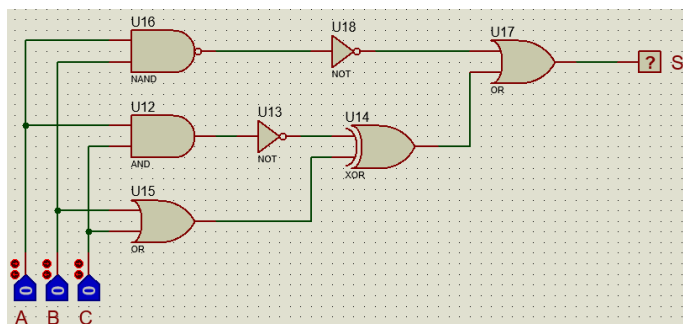 U16
NAND
U18
NOT
U17
OR
?
S
U12
AND
U13
NOT
U14
XOR
U15
OR
0
0
0
A
B
C